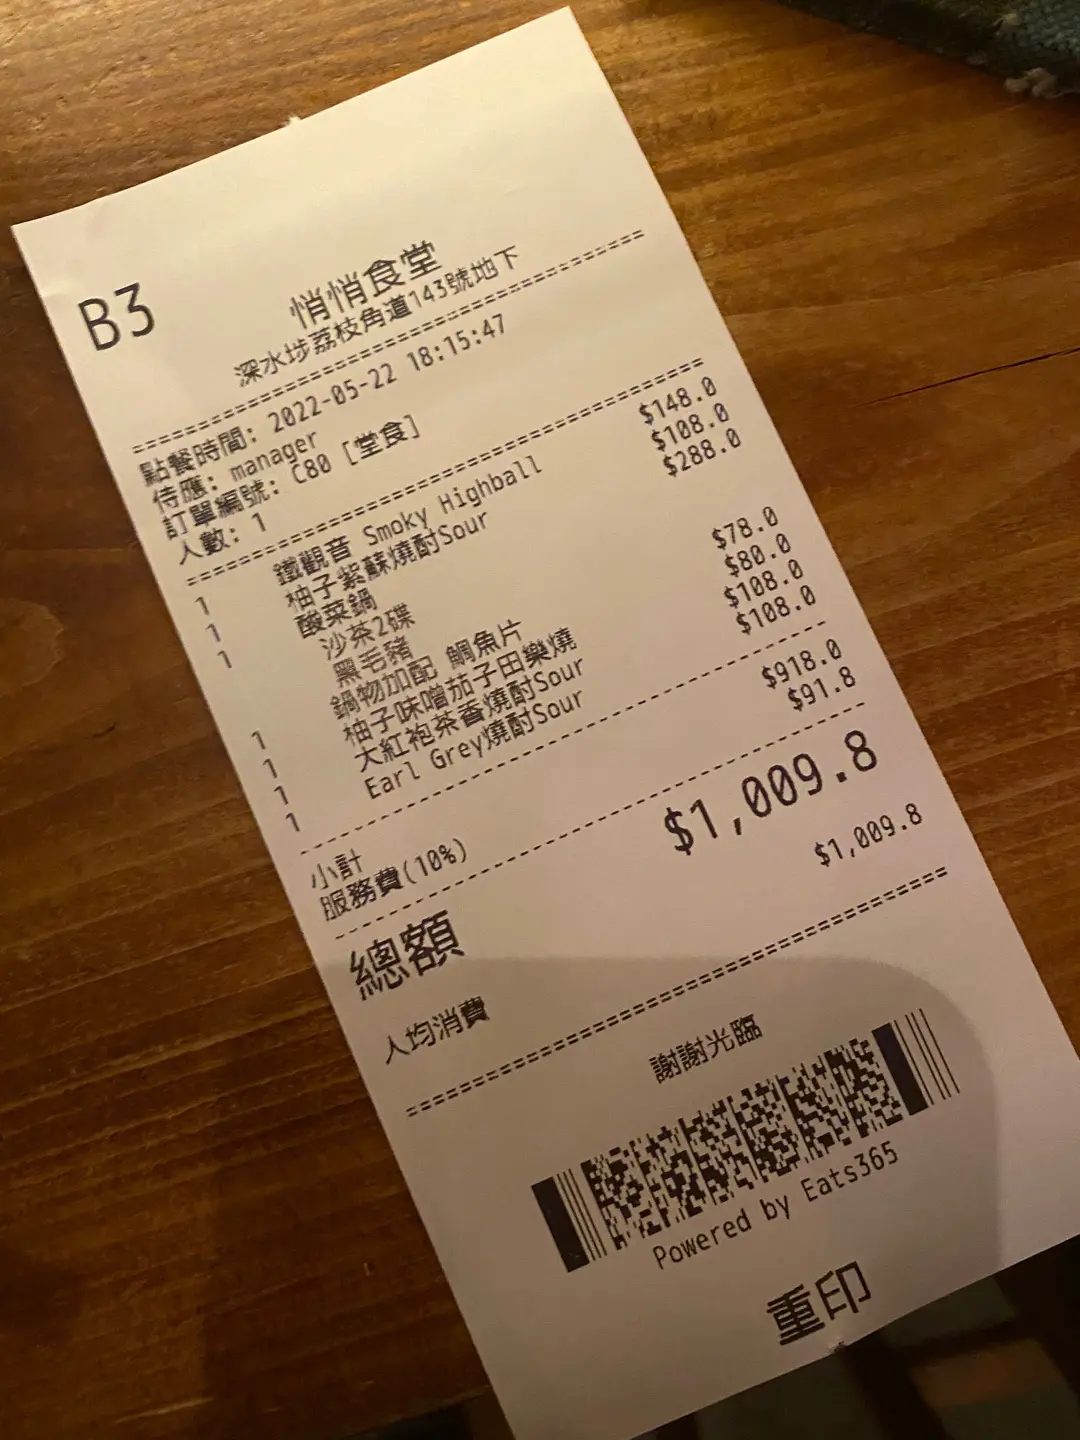 B3
悄悄食堂
深水埗荔枝角道143號地下
點餐時間: 2022-05-22 18:15:47
侍應: manager
訂單編號: C80 [堂食]
人數: 1
1 鐵觀音 Smoky Highball $148.0
1 柚子紫蘇燒酎Sour $108.0
1 酸菜鍋 $288.0
沙茶2碟
黑毛豬
1 鍋物加配 鯛魚片 $78.0
1 柚子味噌茄子田樂燒 $80.0
1 大紅袍茶香燒酎Sour $108.0
1 Earl Grey燒酎Sour $108.0
小計 $918.0
服務費(10%) $91.8
總額 $1,009.8
人均消費 $1,009.8
謝謝光臨
Powered by Eats365
重印